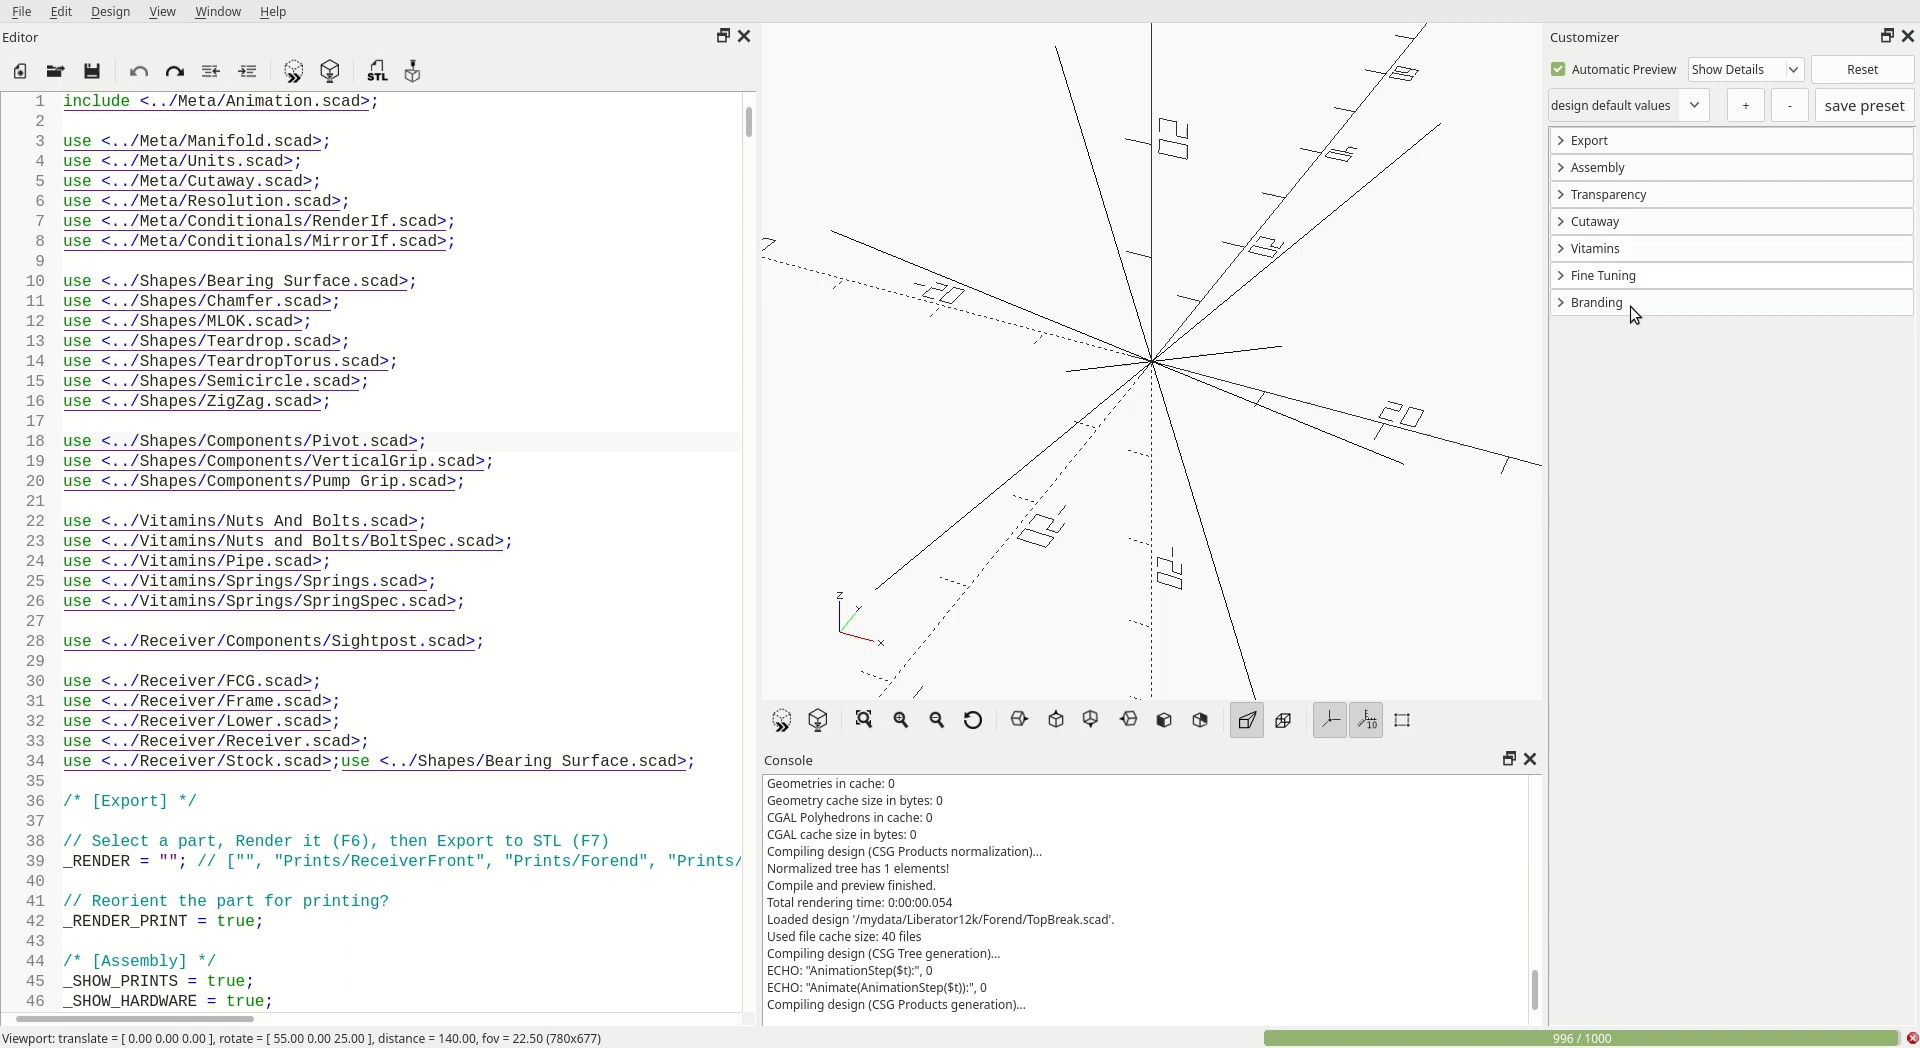 File Edit Design View Window Help
Editor
STL
1 include <../Meta/Animation.scad>;
2
3 use <../Meta/Manifold.scad>;
4 use <../Meta/Units.scad>;
5 use <../Meta/Cutaway.scad>;
6 use <../Meta/Resolution.scad>;
7 use <../Meta/Conditionals/RenderIf.scad>;
8 use <../Meta/Conditionals/MirrorIf.scad>;
9
10 use <../Shapes/Bearing Surface.scad>;
11 use <../Shapes/Chamfer.scad>;
12 use <../Shapes/MLOK.scad>;
13 use <../Shapes/Teardrop.scad>;
14 use <../Shapes/TeardropTorus.scad>;
15 use <../Shapes/Semicircle.scad>;
16 use <../Shapes/ZigZag.scad>;
17
18 use <../Shapes/Components/Pivot.scad>;
19 use <../Shapes/Components/VerticalGrip.scad>;
20 use <../Shapes/Components/Pump Grip.scad>;
21
22 use <../Vitamins/Nuts And Bolts.scad>;
23 use <../Vitamins/Nuts and Bolts/BoltSpec.scad>;
24 use <../Vitamins/Pipe.scad>;
25 use <../Vitamins/Springs/Springs.scad>;
26 use <../Vitamins/Springs/SpringSpec.scad>;
27
28 use <../Receiver/Components/Sightpost.scad>;
29
30 use <../Receiver/FCG.scad>;
31 use <../Receiver/Frame.scad>;
32 use <../Receiver/Lower.scad>;
33 use <../Receiver/Receiver.scad>;
34 use <../Receiver/Stock.scad>;use <../Shapes/Bearing Surface.scad>;
35
36 /* [Export] */
37
38 // Select a part, Render it (F6), then Export to STL (F7)
39 _RENDER = ""; // ["", "Prints/ReceiverFront", "Prints/Forend", "Prints/
40
41 // Reorient the part for printing?
42 _RENDER_PRINT = true;
43
44 /* [Assembly] */
45 _SHOW_PRINTS = true;
46 _SHOW_HARDWARE = true;
20
20
20
-20
z
y
x
10
Console
Geometries in cache: 0
Geometry cache size in bytes: 0
CGAL Polyhedrons in cache: 0
CGAL cache size in bytes: 0
Compiling design (CSG Products normalization)...
Normalized tree has 1 elements!
Compile and preview finished.
Total rendering time: 0:00:00.054
Loaded design '/mydata/Liberator12k/Forend/TopBreak.scad'.
Used file cache size: 40 files
Compiling design (CSG Tree generation)...
ECHO: "AnimationStep($t):", 0
ECHO: "Animate(AnimationStep($t)):", 0
Compiling design (CSG Products generation)...
Customizer
Automatic Preview Show Details Reset
design default values + - save preset
Export
Assembly
Transparency
Cutaway
Vitamins
Fine Tuning
Branding
Viewport: translate = [ 0.00 0.00 0.00 ], rotate = [ 55.00 0.00 25.00 ], distance = 140.00, fov = 22.50 (780x677)
996 / 1000